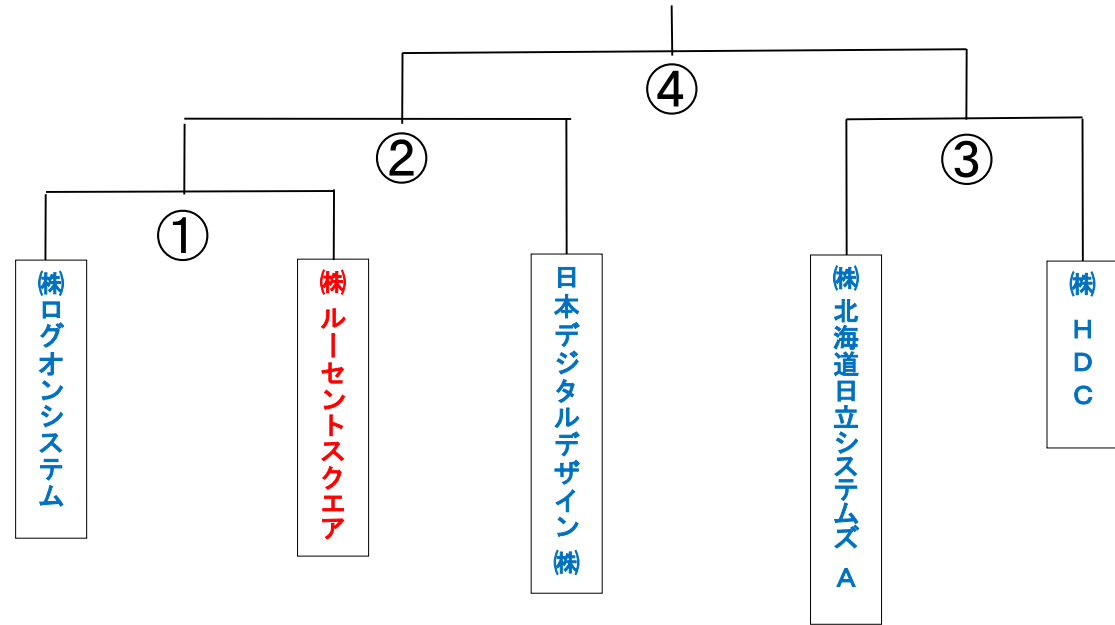 ④
②
③
①
㈱ログオンシステム
㈱ ルーセントスクエア
日本デジタルデザイン ㈱
㈱ 北海道日立システムズ A
㈱ HDC